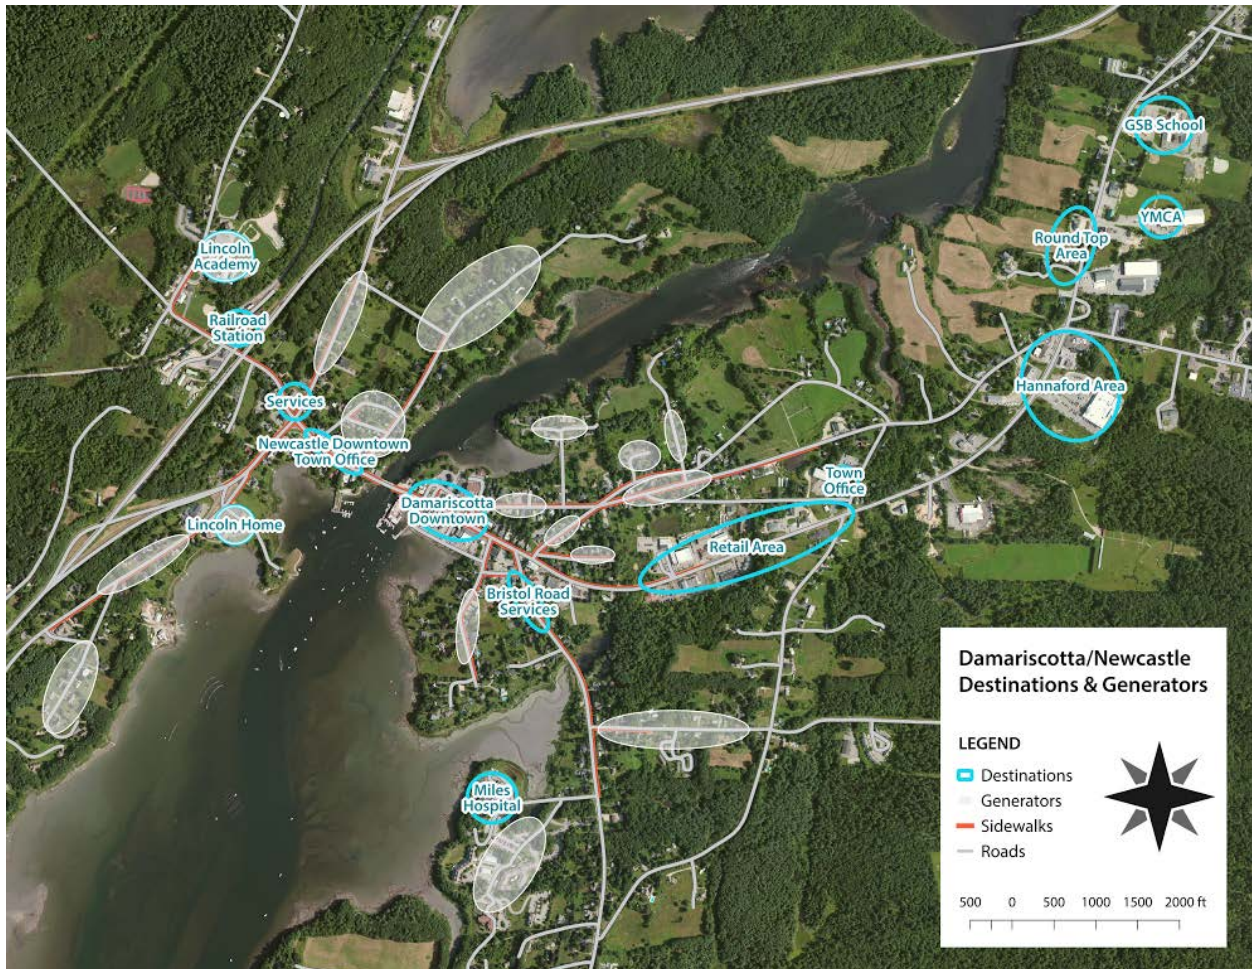 GSB School
YMCA
Round Top
Area
Lincoln
Academy
Railroad
Station
Hannaford Area
Services
Newcastle Downtown
Town Office
Town
Office
Damariscotta
Downtown
Lincoln Home
Retail Area
Bristol Road
Services
Miles
Hospital
Damariscotta/Newcastle
Destinations & Generators
LEGEND
Destinations
Generators
Sidewalks
Roads
500 0 500 1000 1500 2000 ft